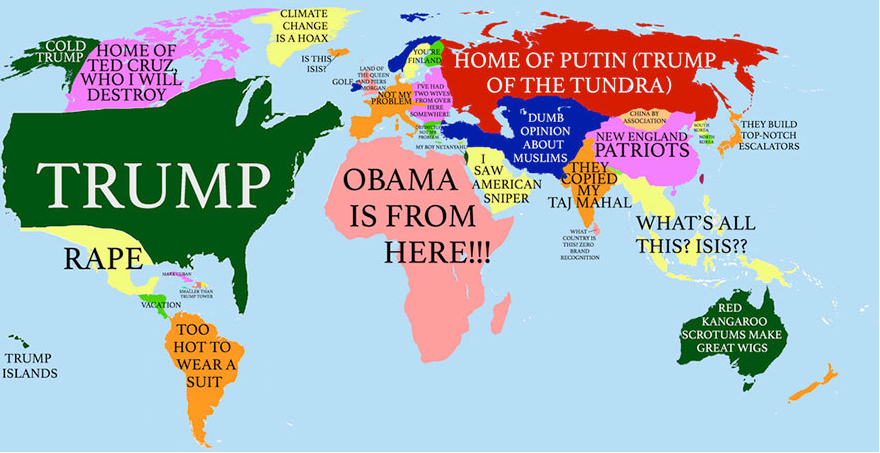 CLIMATE
CHANGE
IS A HOAX
COLD
TRUMP
HOME OF
TED CRUZ,
WHO I WILL
DESTROY
IS THIS
ISIS?
YOU'RE
FINLAND
LAND OF
THE QUEEN
AND PIERS
MORGAN
GOLF
NOT MY
PROBLEM
I'VE HAD
TWO WIVES
FROM OVER
HERE
SOMEWHERE
HOME OF PUTIN (TRUMP
OF THE TUNDRA)
PROBLEM
MY BOY NETANYAHU
DUMB
OPINION
ABOUT
MUSLIMS
CHINA BY
ASSOCIATION
SOUTH
KOREA
NORTH
KOREA
THEY BUILD
TOP-NOTCH
ESCALATORS
NEW ENGLAND
PATRIOTS
TRUMP
OBAMA
IS FROM
HERE!!!
I
SAW
AMERICAN
SNIPER
THEY
COPIED
MY
TAJ MAHAL
WHAT
COUNTRY IS
THIS? ZERO
BRAND
RECOGNITION
WHAT'S ALL
THIS? ISIS??
RAPE
MARK CUBAN
SMALLER THAN
TRUMP TOWER
VACATION
TOO
HOT TO
WEAR A
SUIT
TRUMP
ISLANDS
RED
KANGAROO
SCROTUMS MAKE
GREAT WIGS